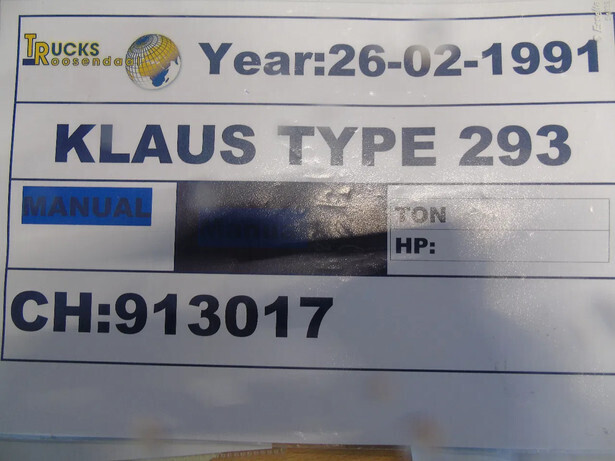 TRUCKS
Roosendaal
Year:26-02-1991
KLAUS TYPE 293
MANUAL
TON
HP:
CH:913017